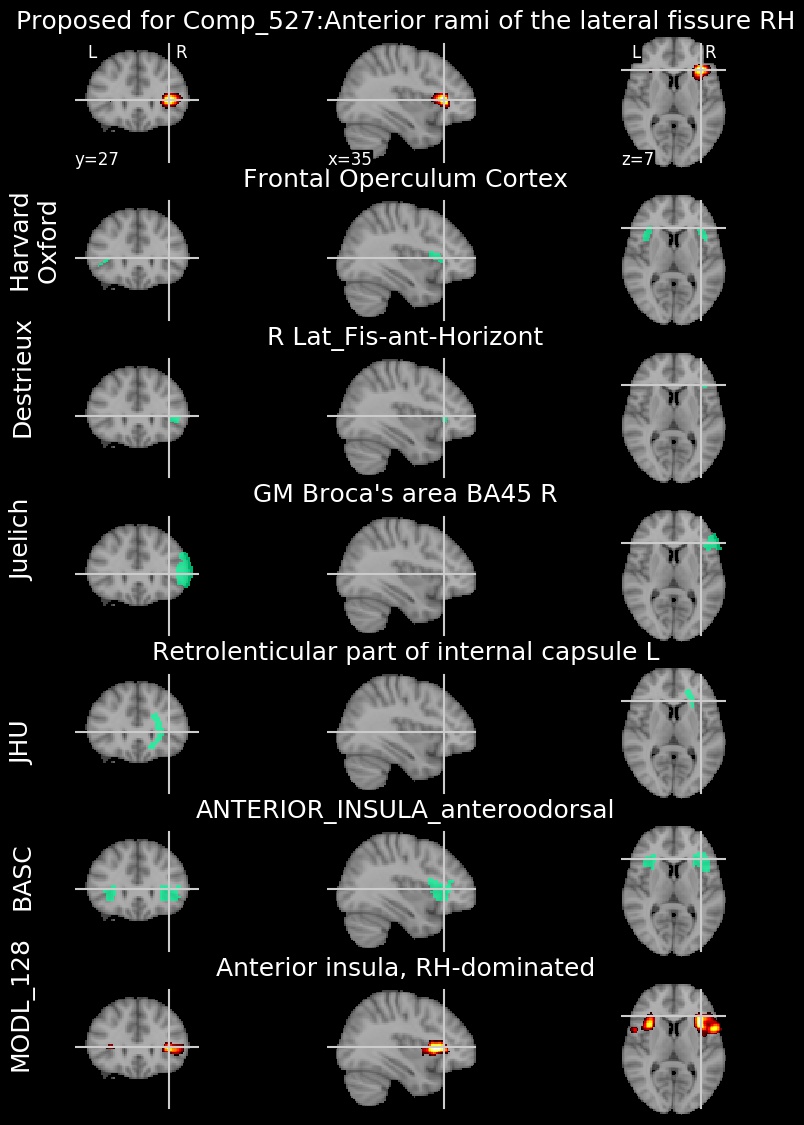 Proposed for Comp_527:Anterior rami of the lateral fissure RH
L R
L R
y=27
x=35
z=7
Frontal Operculum Cortex
Harvard
Oxford
R Lat_Fis-ant-Horizont
Destrieux
GM Broca's area BA45 R
Juelich
Retrolenticular part of internal capsule L
JHU
ANTERIOR_INSULA_anteroodorsal
BASC
Anterior insula, RH-dominated
MODL_128